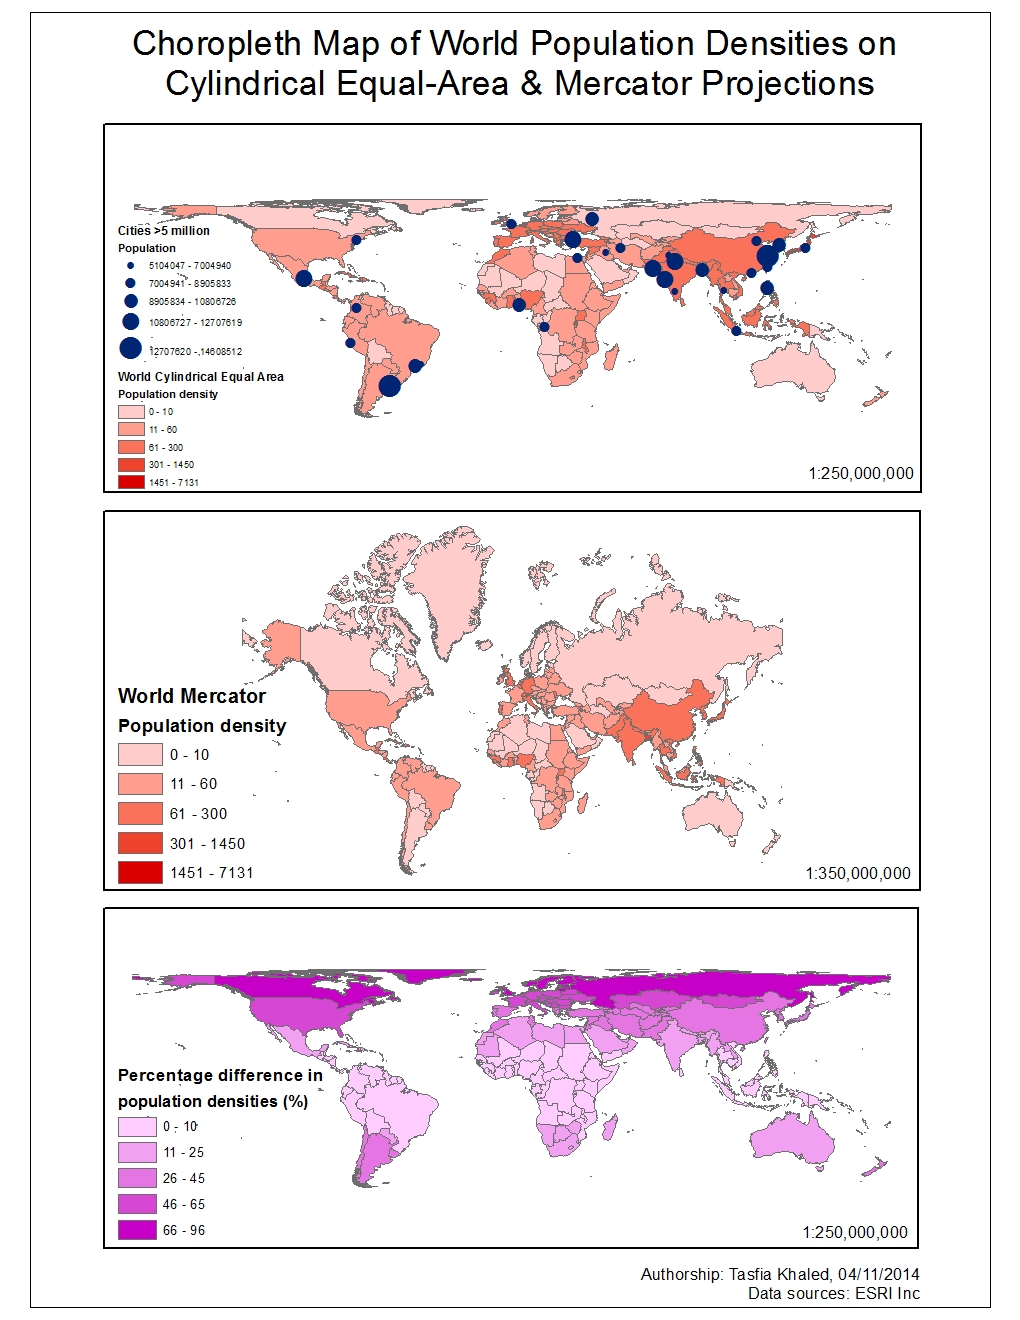 Choropleth Map of World Population Densities on
Cylindrical Equal-Area & Mercator Projections
Cities >5 million
Population
5104047 - 7004940
7004941 - 8905833
8905834 - 10806726
10806727 - 12707619
12707620 - 14608512
World Cylindrical Equal Area
Population density
0 - 10
11 - 60
61 - 300
301 - 1450
1451 - 7131
1:250,000,000
World Mercator
Population density
0 - 10
11 - 60
61 - 300
301 - 1450
1451 - 7131
1:350,000,000
Percentage difference in
population densities (%)
0 - 10
11 - 25
26 - 45
46 - 65
66 - 96
1:250,000,000
Authorship: Tasfia Khaled, 04/11/2014
Data sources: ESRI Inc